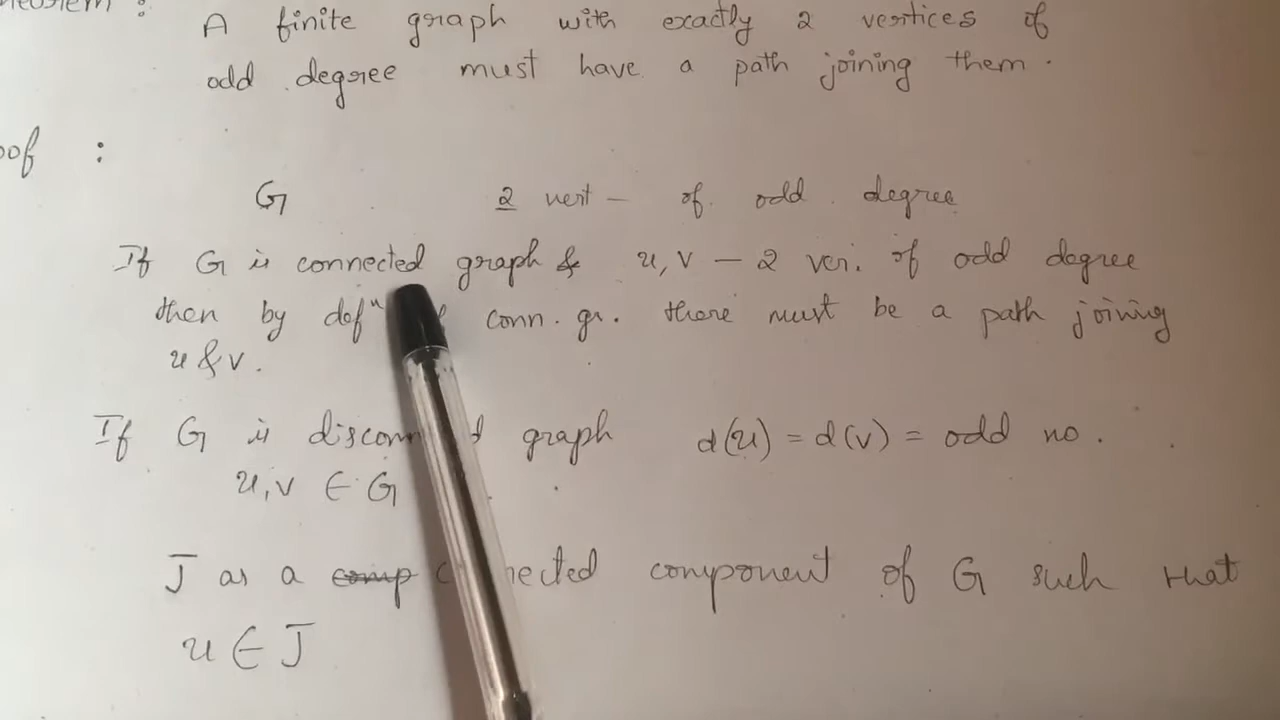 A finite graph with exactly 2 vertices of
odd degree must have a path joining them.
:
G 2 vert - of odd degree
If G is connected graph & u, v - 2 ver. of odd degree
then by defn conn. gr. there must be a path joining
u & v.
If G is graph d(u) = d(v) = odd no.
u, v ∈ G
J as a component of G such that
u ∈ J